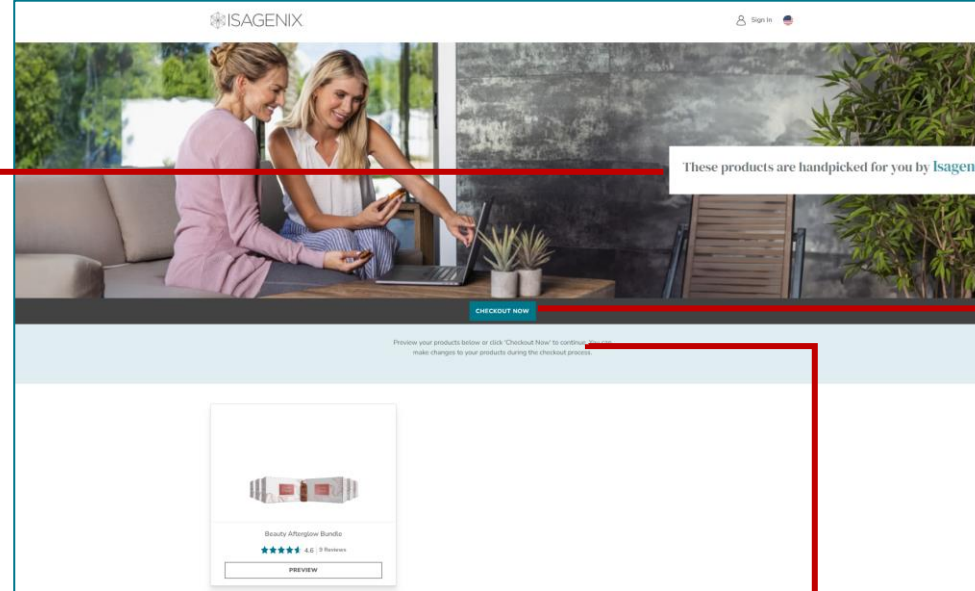 ISAGENIX
Sign In
These products are handpicked for you by Isagen
CHECKOUT NOW
Preview your products below or click 'Checkout Now' to continue. You can
make changes to your products during the checkout process.
Beauty Afterglow Bundle
4.6 | 9 Reviews
PREVIEW